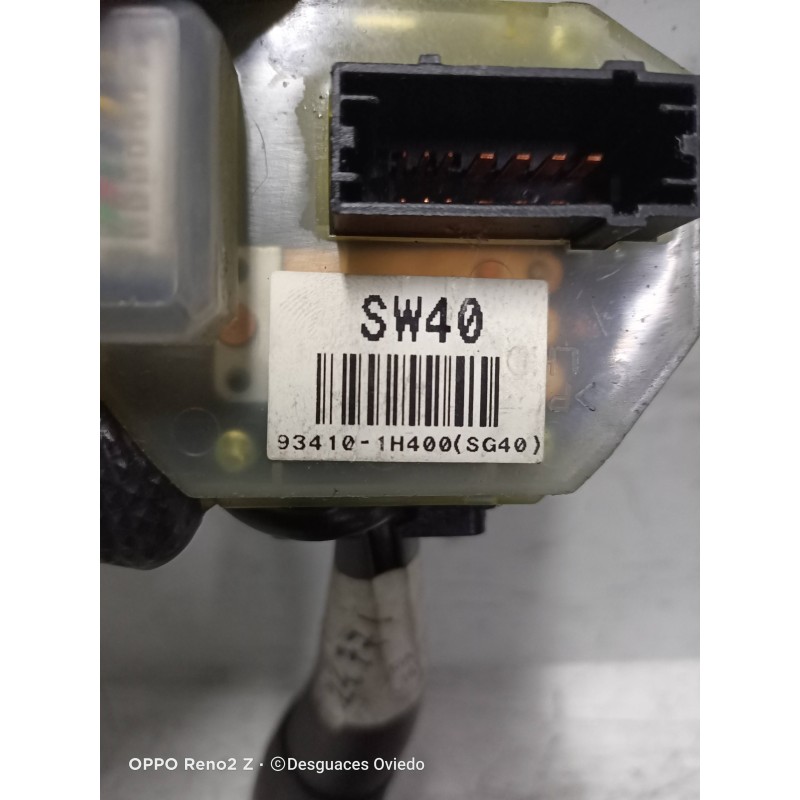 SW40
93410-1H400(SG40)
OPPO Reno2 Z · ©Desguaces Oviedo